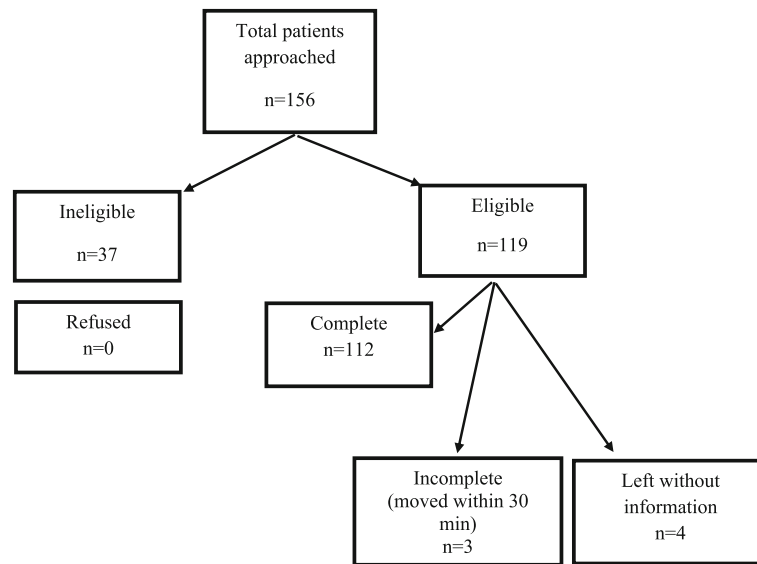 Total patients
approached
n=156
Ineligible
n=37
Eligible
n=119
Refused
n=0
Complete
n=112
Incomplete
(moved within 30
min)
n=3
Left without
information
n=4